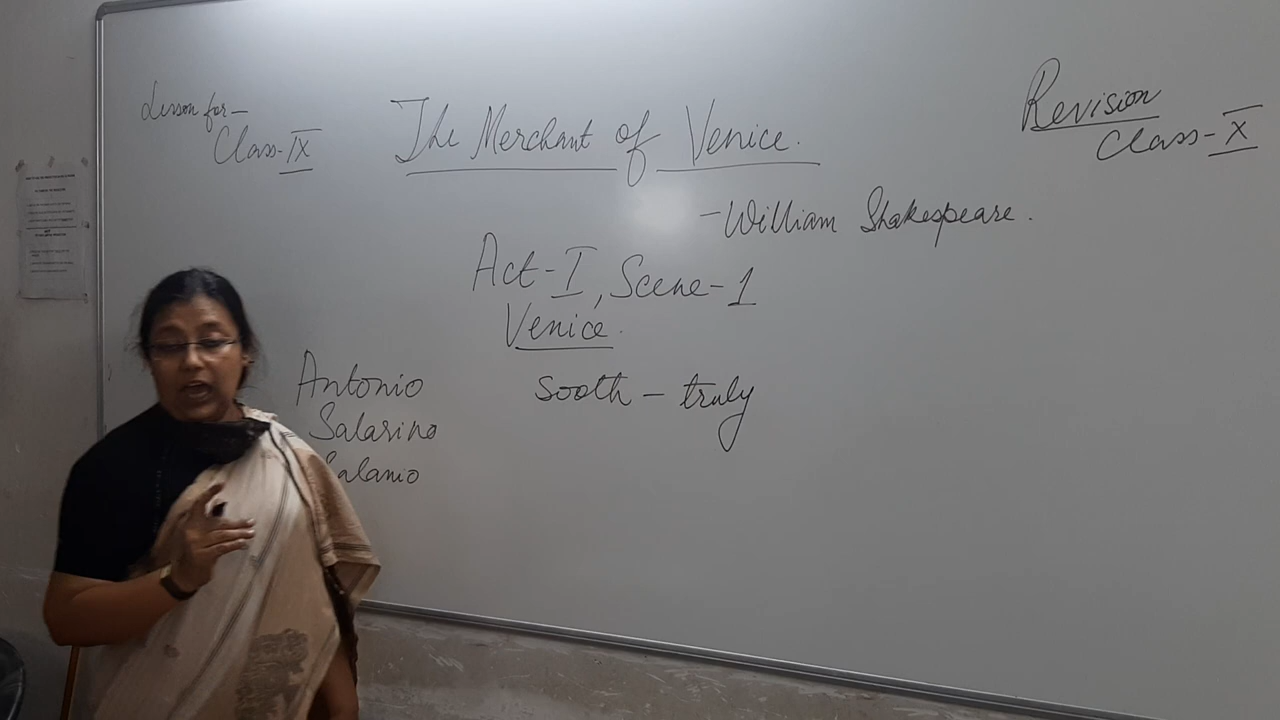 Lesson for-
Class-IX
The Merchant of Venice.
-William Shakespeare.
Revision
Class-X
Act-I, Scene-1
Venice.
Antonio
Salarino
Salanio
Sooth - truly